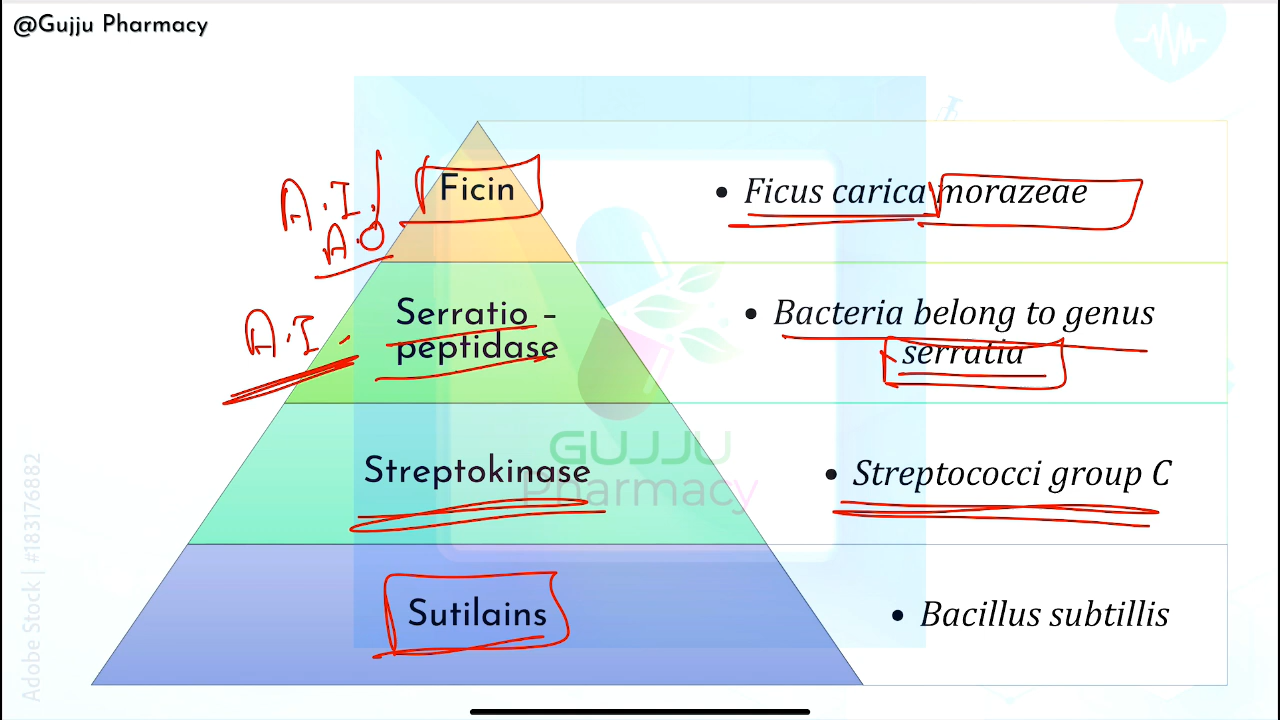 @Gujju Pharmacy
A.I.
A.
Ficin
• Ficus carica morazeae
A.I.
Serratio –
peptidase
• Bacteria belong to genus
serratia
GUJJU
Pharmacy
Streptokinase
• Streptococci group C
Sutilains
• Bacillus subtillis
Adobe Stock | #183176882